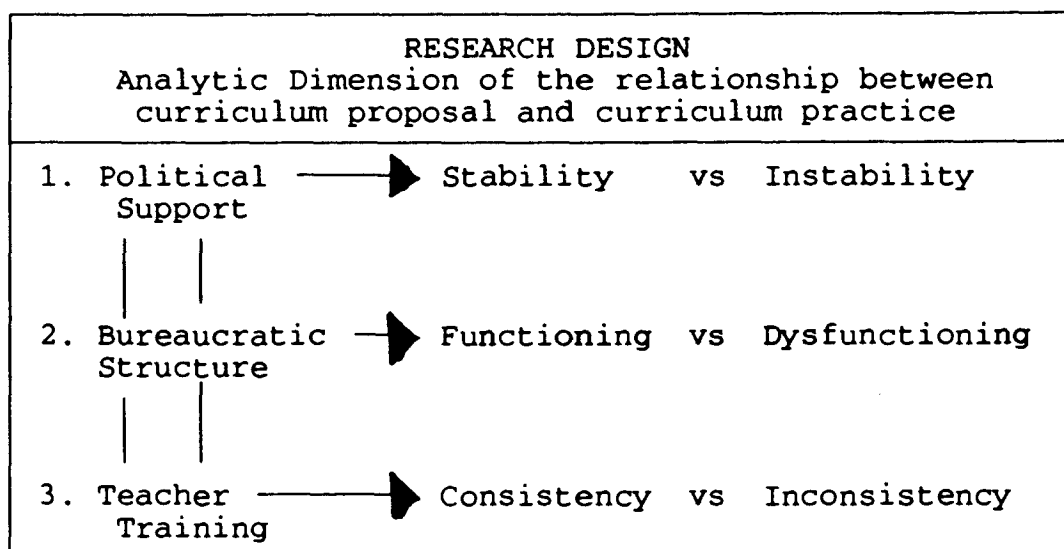 RESEARCH DESIGN
Analytic Dimension of the relationship between
curriculum proposal and curriculum practice
1. Political Stability vs Instability
Support
2. Bureaucratic Functioning vs Dysfunctioning
Structure
3. Teacher Consistency vs Inconsistency
Training